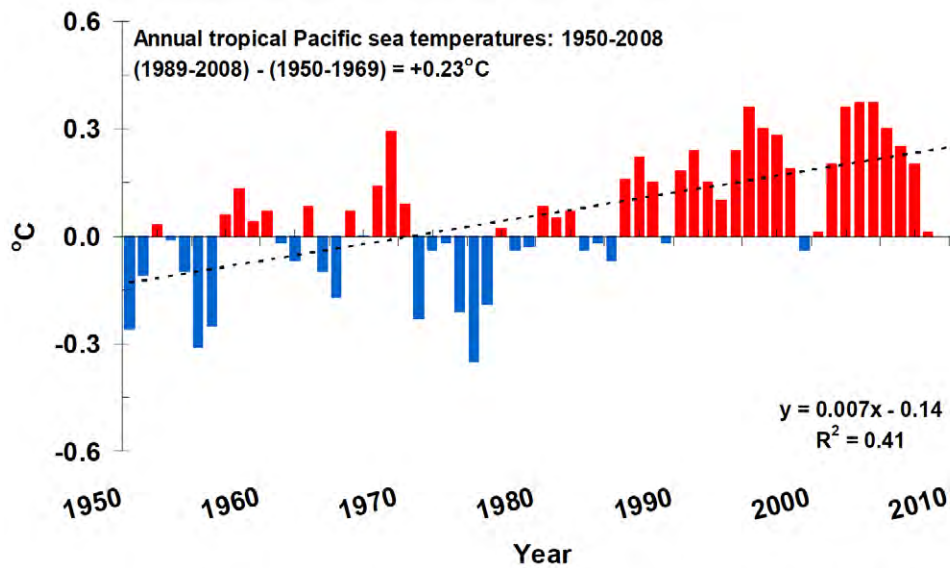 0.6
Annual tropical Pacific sea temperatures: 1950-2008
(1989-2008) - (1950-1969) = +0.23°C
0.3
°C
0.0
-0.3
y = 0.007x - 0.14
R² = 0.41
-0.6
1950 1960 1970 1980 1990 2000 2010
Year